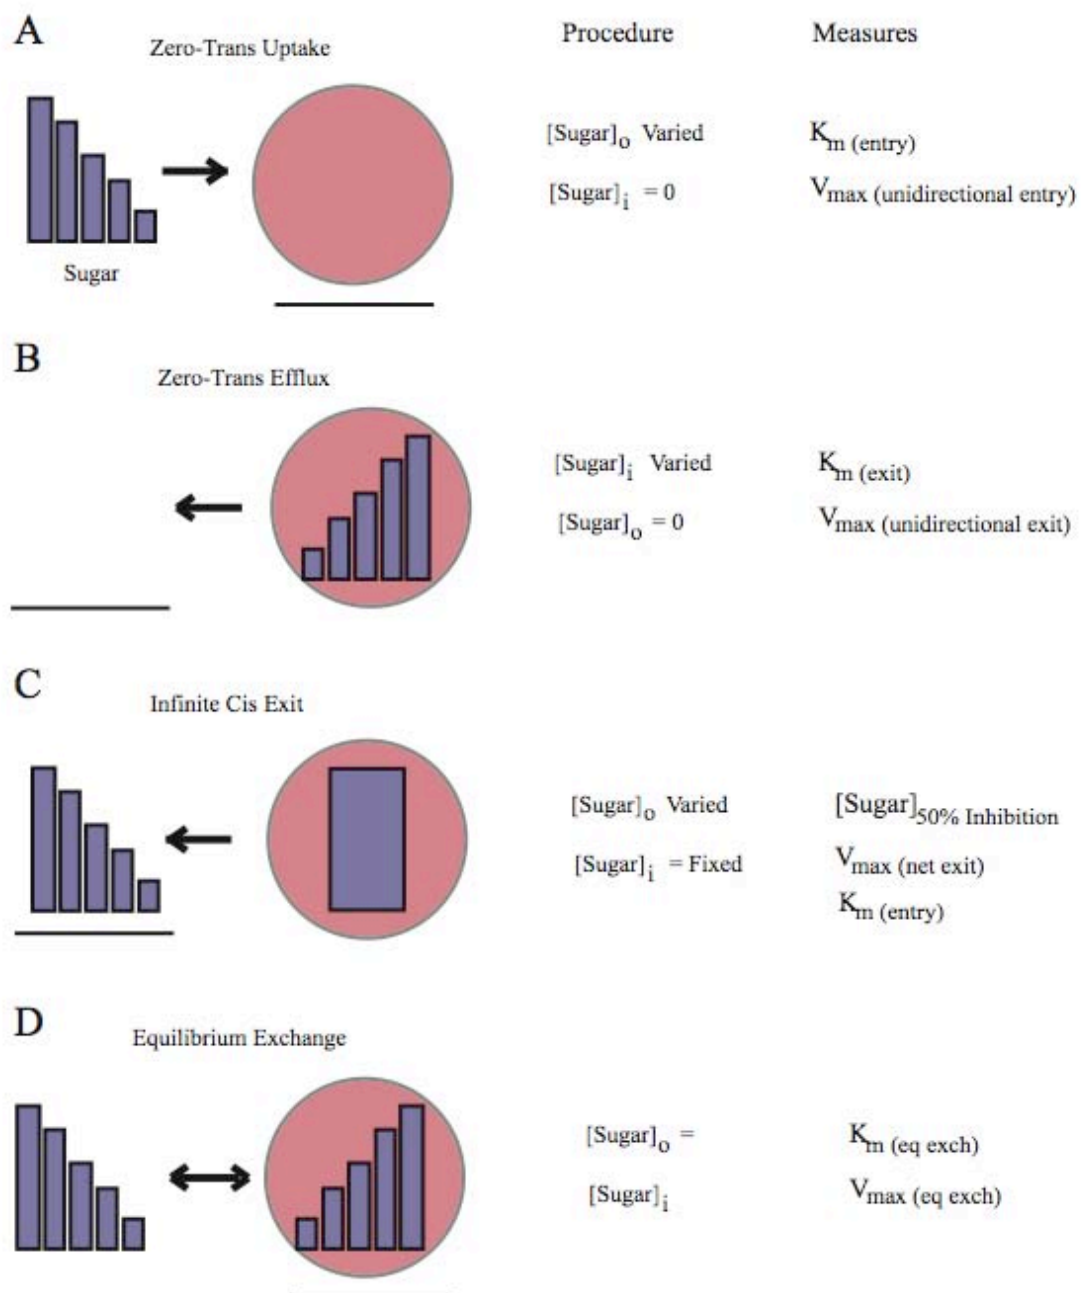 A
Zero-Trans Uptake
Procedure
Measures
[Sugar]o Varied
Km (entry)
[Sugar]i = 0
Vmax (unidirectional entry)
Sugar
B
Zero-Trans Efflux
[Sugar]i Varied
Km (exit)
[Sugar]o = 0
Vmax (unidirectional exit)
C
Infinite Cis Exit
[Sugar]o Varied
[Sugar]50% Inhibition
[Sugar]i = Fixed
Vmax (net exit)
Km (entry)
D
Equilibrium Exchange
[Sugar]o =
Km (eq exch)
[Sugar]i
Vmax (eq exch)